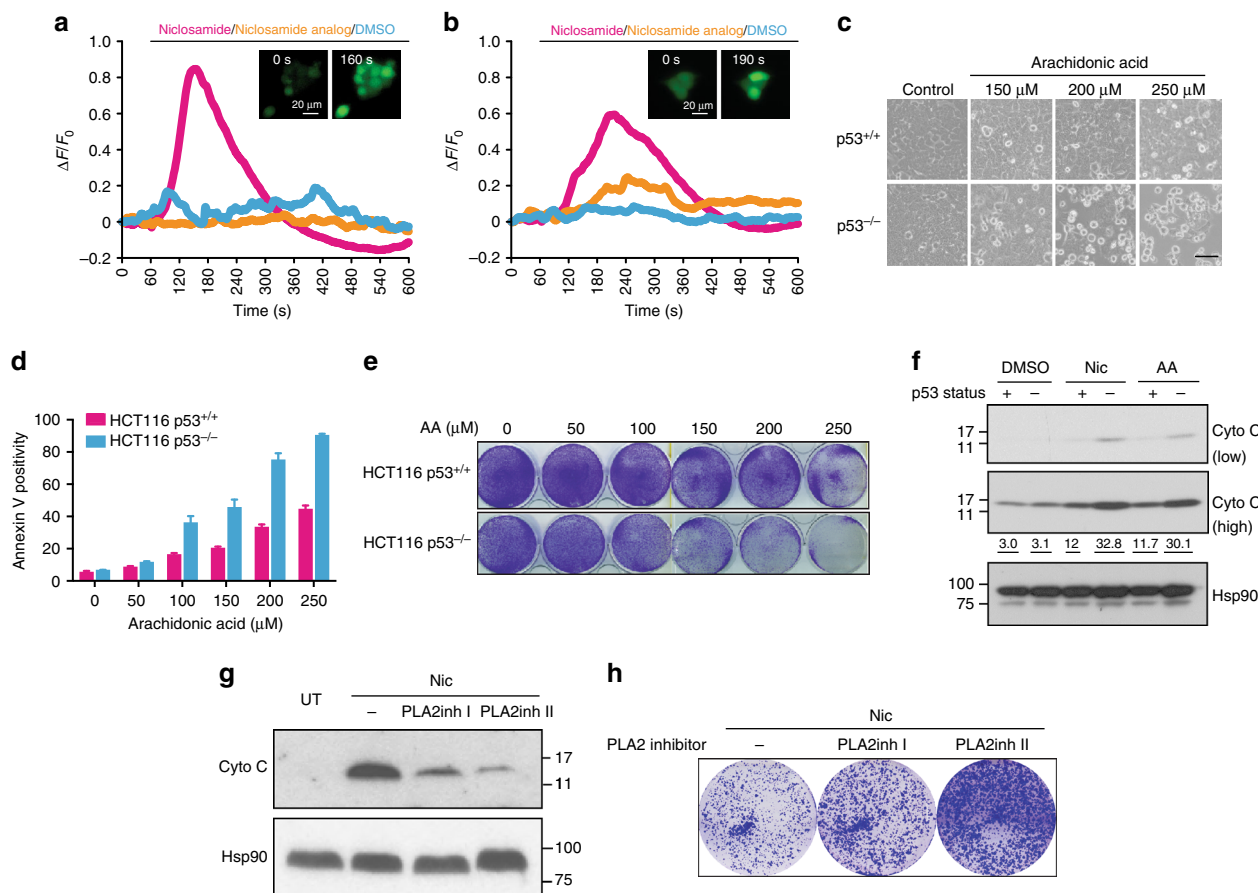 a
Niclosamide/Niclosamide analog/DMSO
1.0
0.8
0.6
0.4
0.2
0
–0.2
ΔF/F0
0 s
160 s
20 μm
0
60
120
180
240
300
360
420
480
540
600
Time (s)
b
Niclosamide/Niclosamide analog/DMSO
1.0
0.8
0.6
0.4
0.2
0
–0.2
ΔF/F0
0 s
190 s
20 μm
0
60
120
180
240
300
360
420
480
540
600
Time (s)
c
Arachidonic acid
Control 150 μM 200 μM 250 μM
p53+/+
p53–/–
d
100
80
60
40
20
0
Annexin V positivity
HCT116 p53+/+
HCT116 p53–/–
0 50 100 150 200 250
Arachidonic acid (μM)
e
AA (μM) 0 50 100 150 200 250
HCT116 p53+/+
HCT116 p53–/–
f
DMSO Nic AA
p53 status + – + – + –
17
11
Cyto C
(low)
17
11
Cyto C
(high)
3.0 3.1 12 32.8 11.7 30.1
100
75
Hsp90
g
Nic
UT – PLA2inh I PLA2inh II
Cyto C
17
11
Hsp90
100
75
h
Nic
PLA2 inhibitor – PLA2inh I PLA2inh II